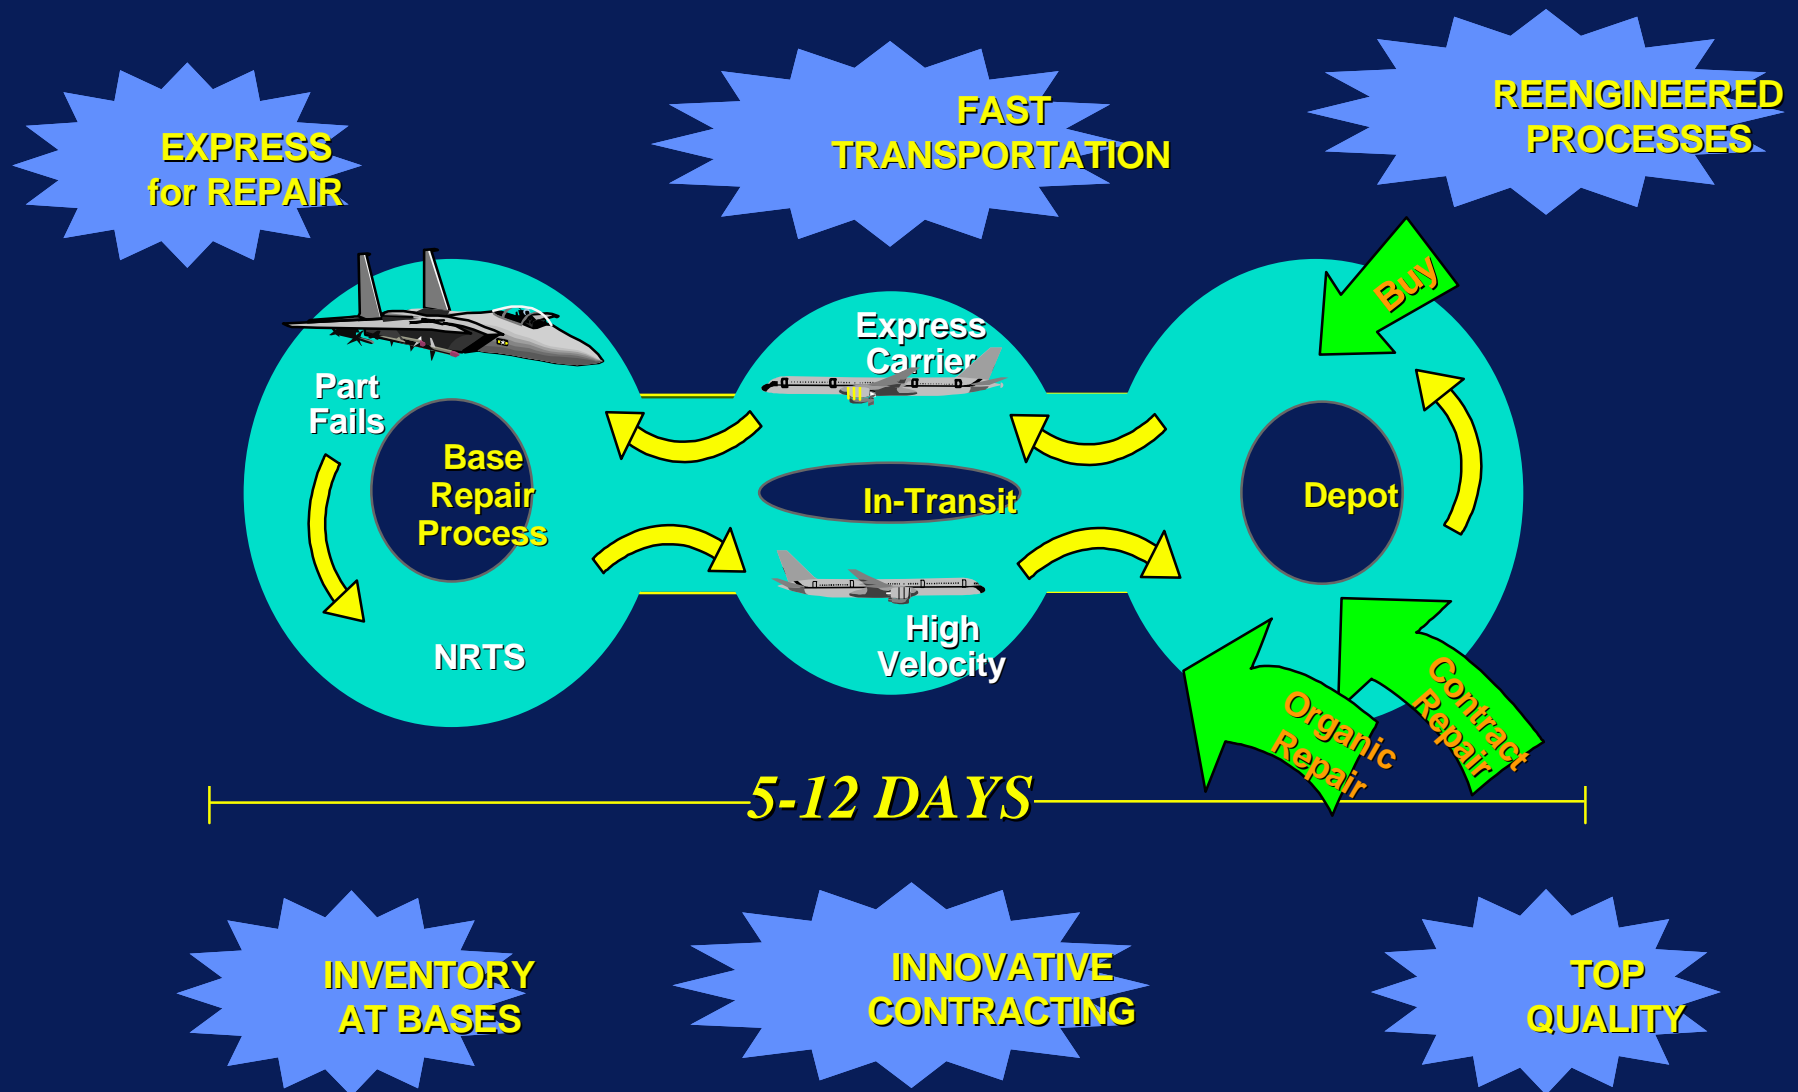 EXPRESS
for REPAIR
FAST
TRANSPORTATION
REENGINEERED
PROCESSES
Buy
Express
Carrier
Part
Fails
Base
Repair
Process
In-Transit
Depot
NRTS
High
Velocity
Organic
Repair
Contract
Repair
5-12 DAYS
INVENTORY
AT BASES
INNOVATIVE
CONTRACTING
TOP
QUALITY